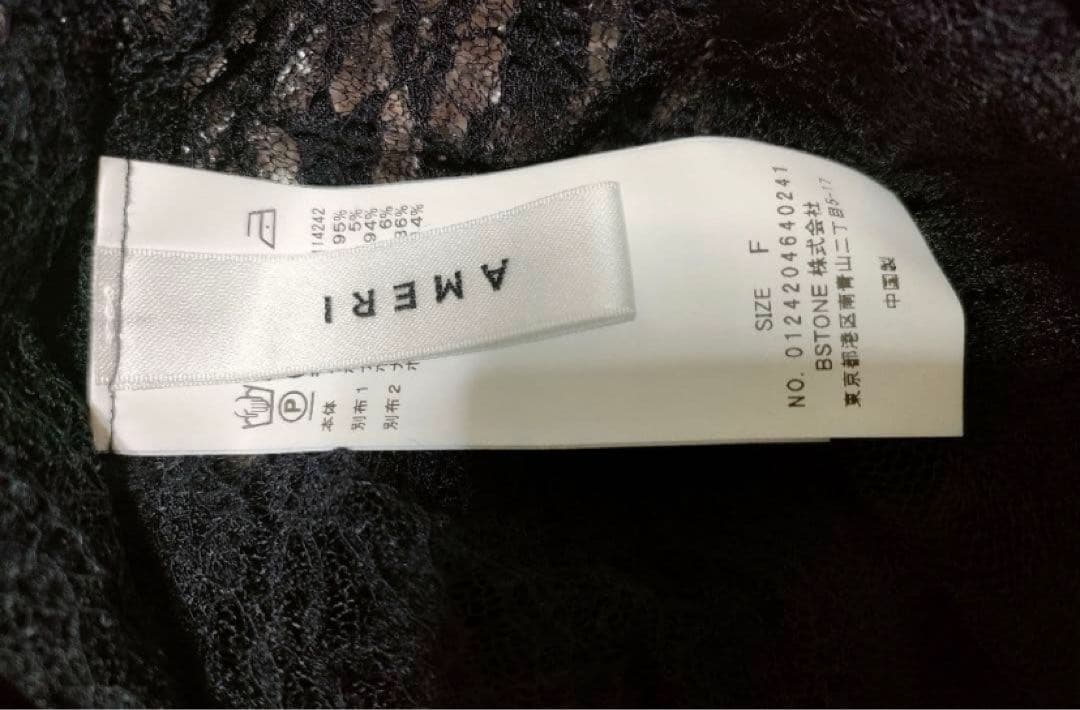 AMERI
114242
本体 95%
5%
別布1 94%
6%
別布2 86%
14%
SIZE F
NO. 0124204640241
BSTONE 株式会社
東京都港区南青山二丁目5-17
中国製